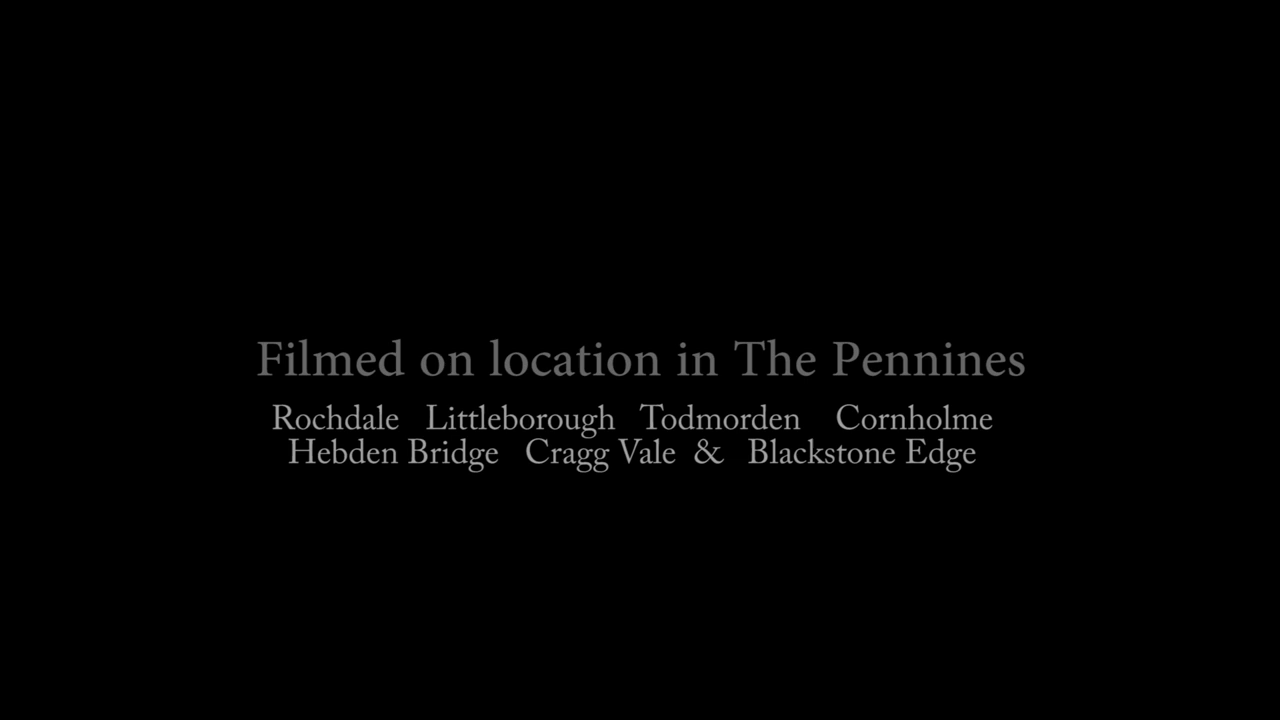 Filmed on location in The Pennines
Rochdale Littleborough Todmorden Cornholme
Hebden Bridge Cragg Vale & Blackstone Edge